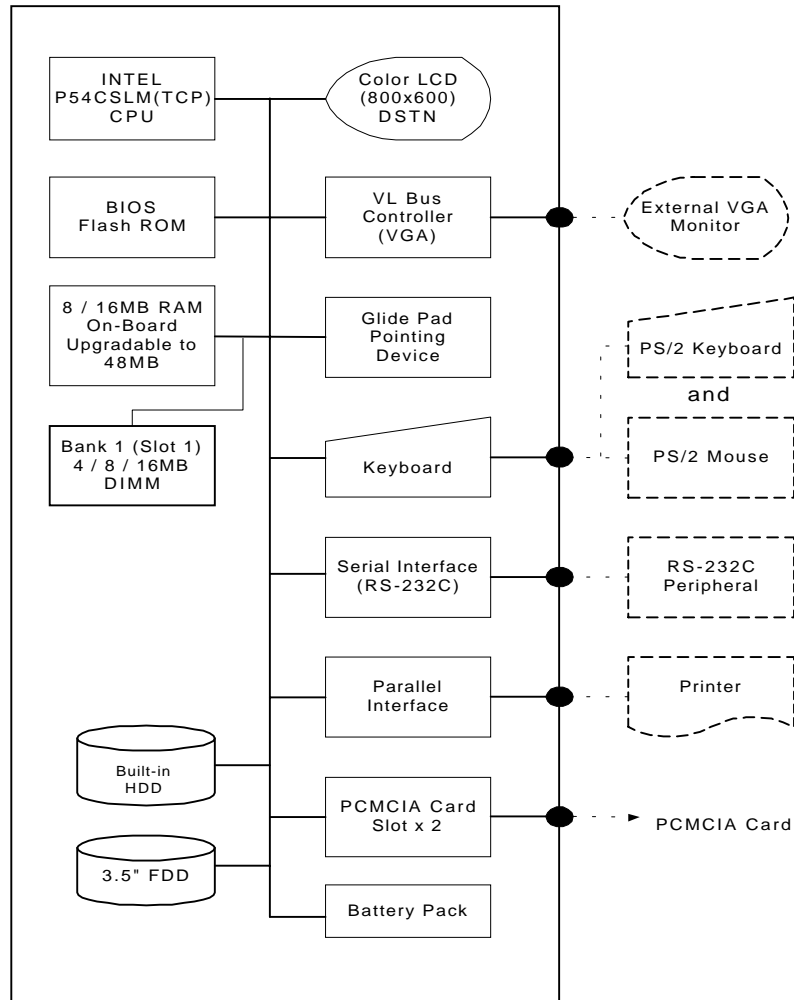 INTEL
P54CSLM(TCP)
CPU
Color LCD
(800x600)
DSTN
BIOS
Flash ROM
VL Bus
Controller
(VGA)
External VGA
Monitor
8 / 16MB RAM
On-Board
Upgradable to
48MB
Glide Pad
Pointing
Device
PS/2 Keyboard
and
Bank 1 (Slot 1)
4 / 8 / 16MB
DIMM
Keyboard
PS/2 Mouse
Serial Interface
(RS-232C)
RS-232C
Peripheral
Parallel
Interface
Printer
Built-in
HDD
PCMCIA Card
Slot x 2
PCMCIA Card
3.5" FDD
Battery Pack